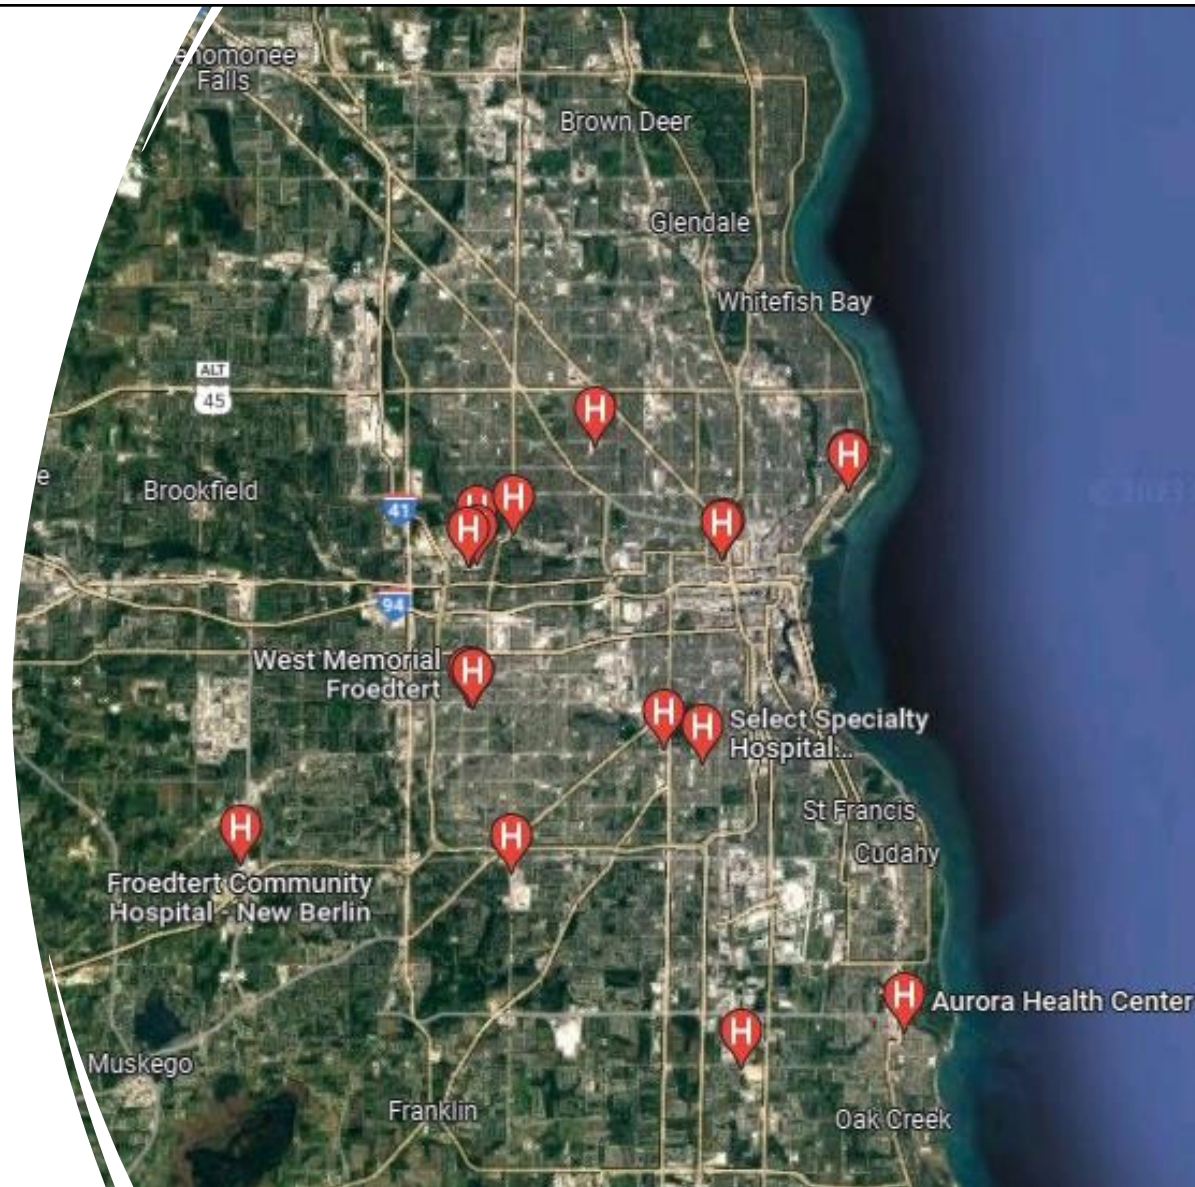 enomonee
Falls
Brown Deer
Glendale
Whitefish Bay
ALT
45
H
H
e
Brookfield
41
H
H
H
H
94
West Memorial
Froedtert
H
H
H
Select Specialty
Hospital...
St Francis
Cudahy
H
H
Froedtert Community
Hospital - New Berlin
H
Aurora Health Center
H
Muskego
Franklin
Oak Creek